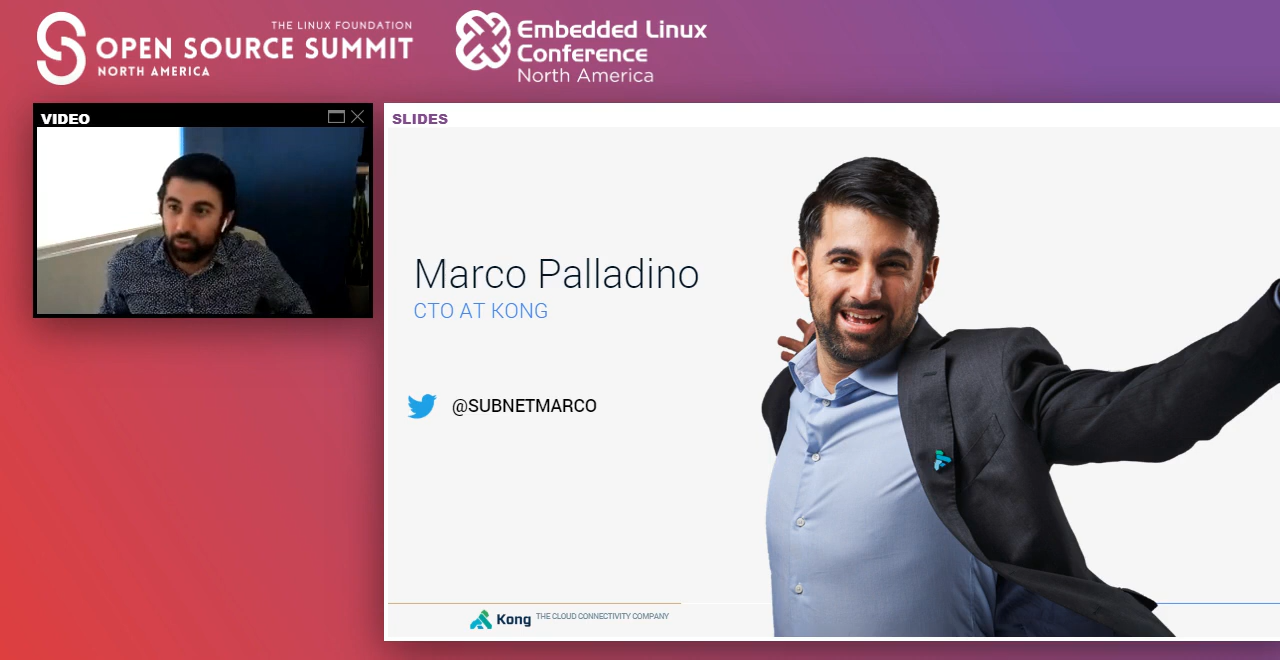 THE LINUX FOUNDATION
OPEN SOURCE SUMMIT
NORTH AMERICA
Embedded Linux
Conference
North America
VIDEO
SLIDES
Marco Palladino
CTO AT KONG
@SUBNETMARCO
Kong THE CLOUD CONNECTIVITY COMPANY